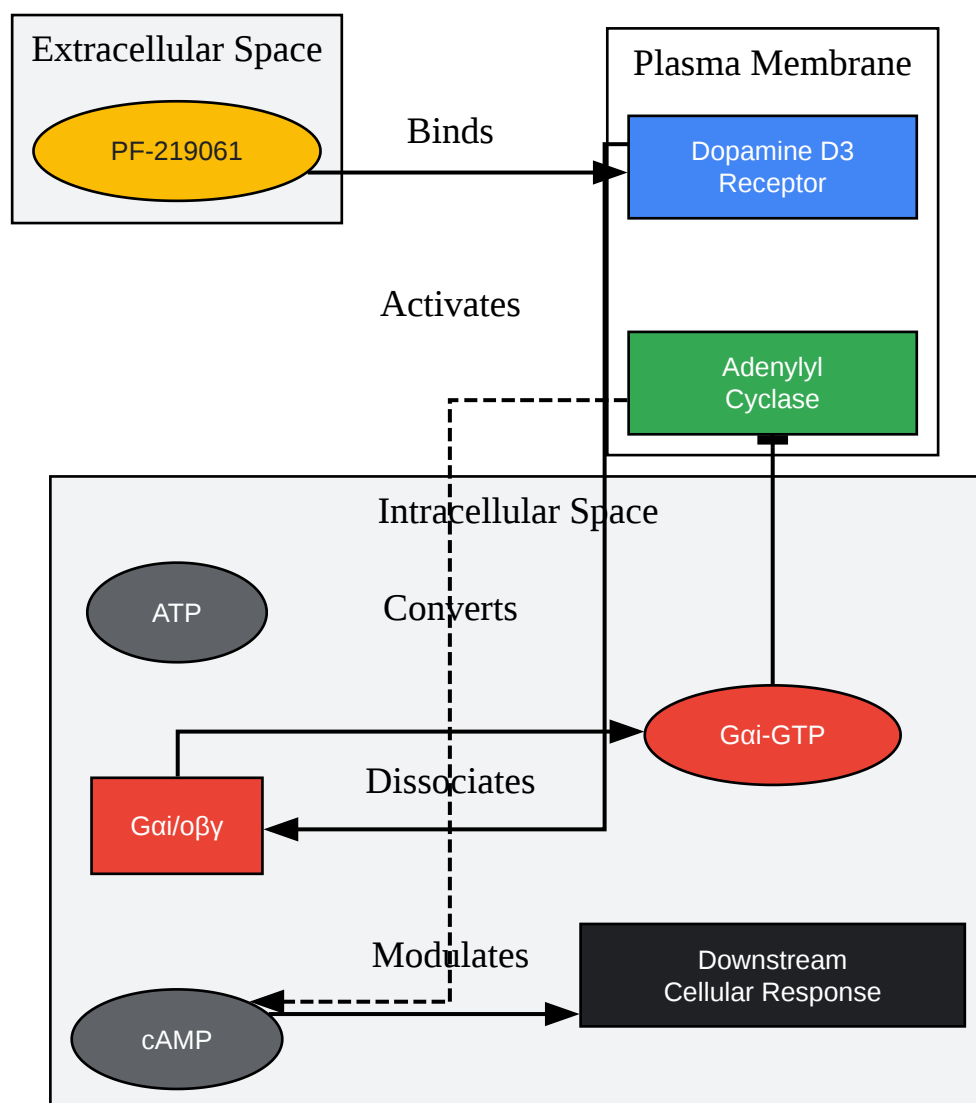 Extracellular Space
PF-219061
Binds
Plasma Membrane
Dopamine D3
Receptor
Activates
Adenylyl
Cyclase
Intracellular Space
ATP
Converts
Gαi-GTP
Dissociates
Gαi/oβγ
Modulates
Downstream
Cellular Response
cAMP